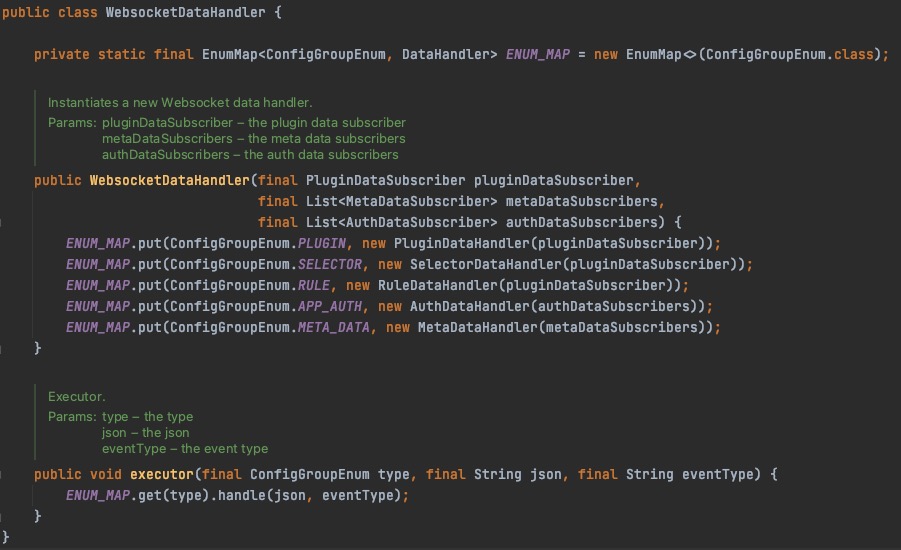 public class WebsocketDataHandler {
private static final EnumMap<ConfigGroupEnum, DataHandler> ENUM_MAP = new EnumMap<>(ConfigGroupEnum.class);
Instantiates a new Websocket data handler.
Params: pluginDataSubscriber – the plugin data subscriber
metaDataSubscribers – the meta data subscribers
authDataSubscribers – the auth data subscribers
public WebsocketDataHandler(final PluginDataSubscriber pluginDataSubscriber,
final List<MetaDataSubscriber> metaDataSubscribers,
final List<AuthDataSubscriber> authDataSubscribers) {
ENUM_MAP.put(ConfigGroupEnum.PLUGIN, new PluginDataHandler(pluginDataSubscriber));
ENUM_MAP.put(ConfigGroupEnum.SELECTOR, new SelectorDataHandler(pluginDataSubscriber));
ENUM_MAP.put(ConfigGroupEnum.RULE, new RuleDataHandler(pluginDataSubscriber));
ENUM_MAP.put(ConfigGroupEnum.APP_AUTH, new AuthDataHandler(authDataSubscribers));
ENUM_MAP.put(ConfigGroupEnum.META_DATA, new MetaDataHandler(metaDataSubscribers));
}
Executor.
Params: type – the type
json – the json
eventType – the event type
public void executor(final ConfigGroupEnum type, final String json, final String eventType) {
ENUM_MAP.get(type).handle(json, eventType);
}
}